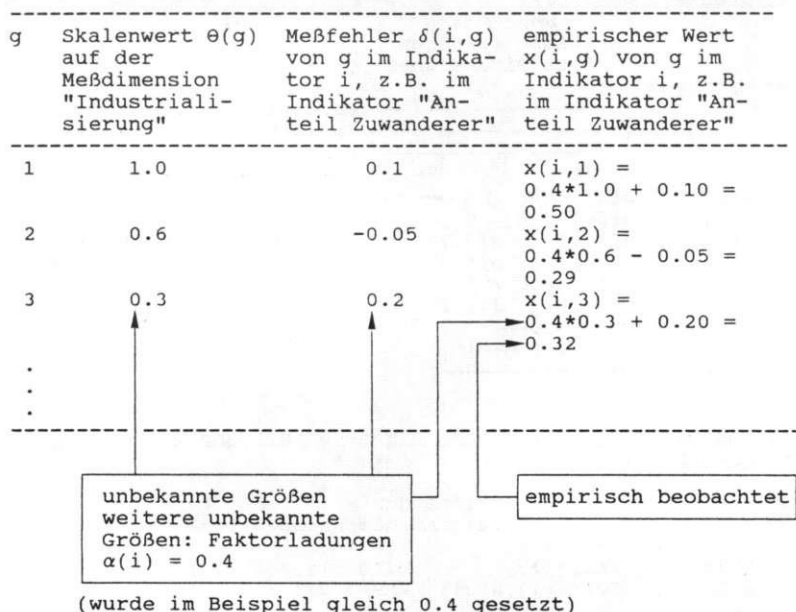 g Skalenwert θ(g) Meßfehler δ(i,g) empirischer Wert
auf der von g im Indika- x(i,g) von g im
Meßdimension tor i, z.B. im Indikator i, z.B.
"Industriali- Indikator "An- im Indikator "An-
sierung" teil Zuwanderer" teil Zuwanderer"
1 1.0 0.1 x(i,1) =
0.4*1.0 + 0.10 =
0.50
2 0.6 -0.05 x(i,2) =
0.4*0.6 - 0.05 =
0.29
3 0.3 0.2 x(i,3) =
0.4*0.3 + 0.20 =
0.32
.
.
.
unbekannte Größen
weitere unbekannte
Größen: Faktorladungen
α(i) = 0.4
empirisch beobachtet
(wurde im Beispiel gleich 0.4 gesetzt)